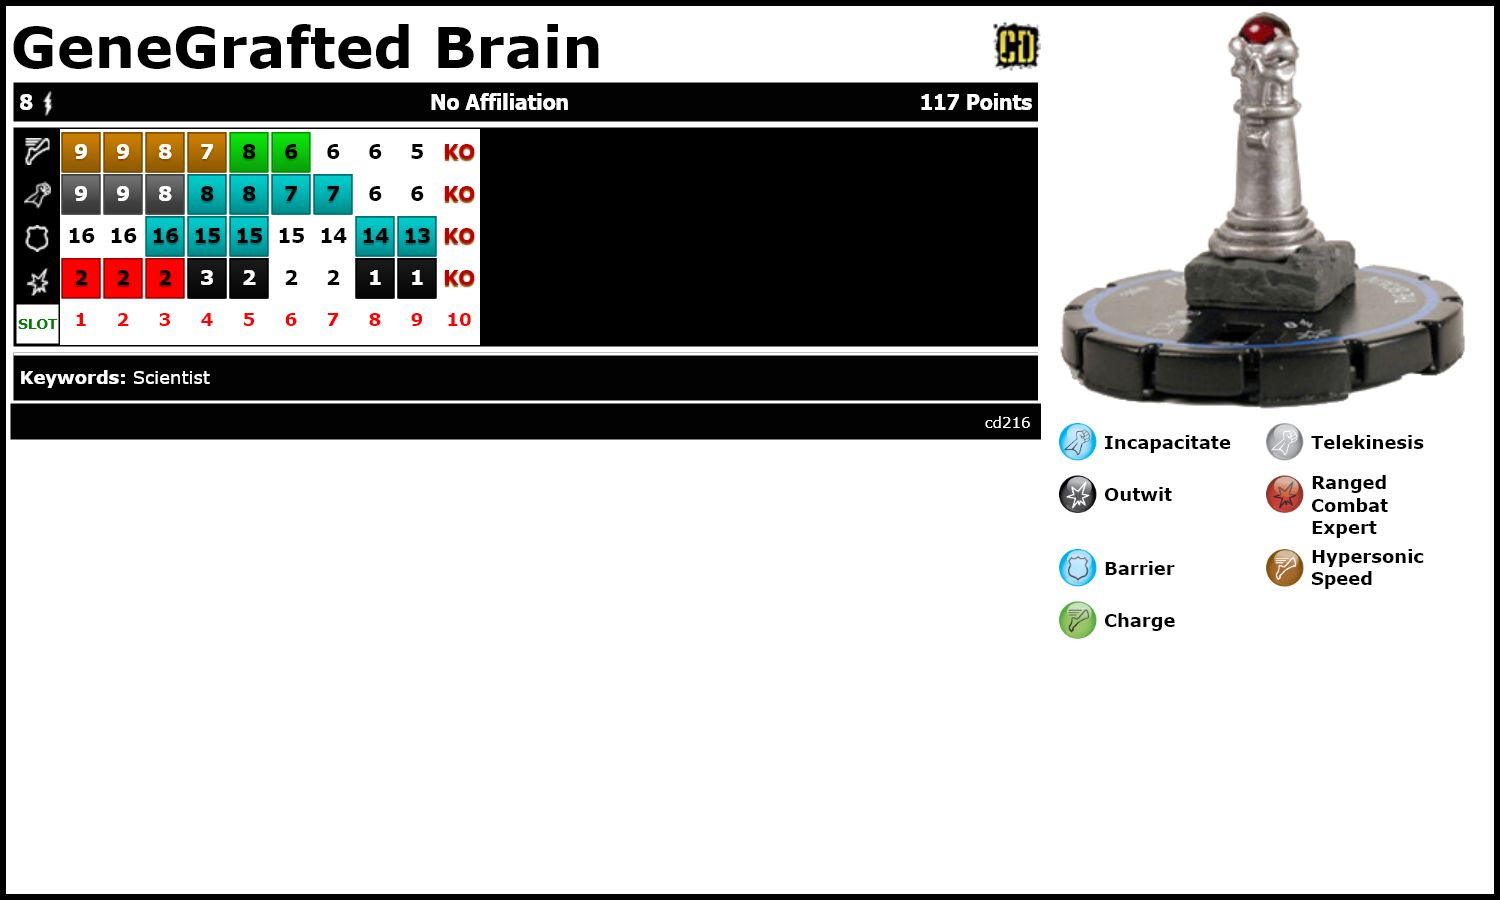 GeneGrafted Brain
CD
8 No Affiliation 117 Points
9 9 8 7 8 6 6 6 5 KO
9 9 8 8 8 7 7 6 6 KO
16 16 16 15 15 15 14 14 13 KO
2 2 2 3 2 2 2 1 1 KO
SLOT 1 2 3 4 5 6 7 8 9 10
Keywords: Scientist
cd216
Incapacitate
Telekinesis
Outwit
Ranged
Combat
Expert
Barrier
Hypersonic
Speed
Charge